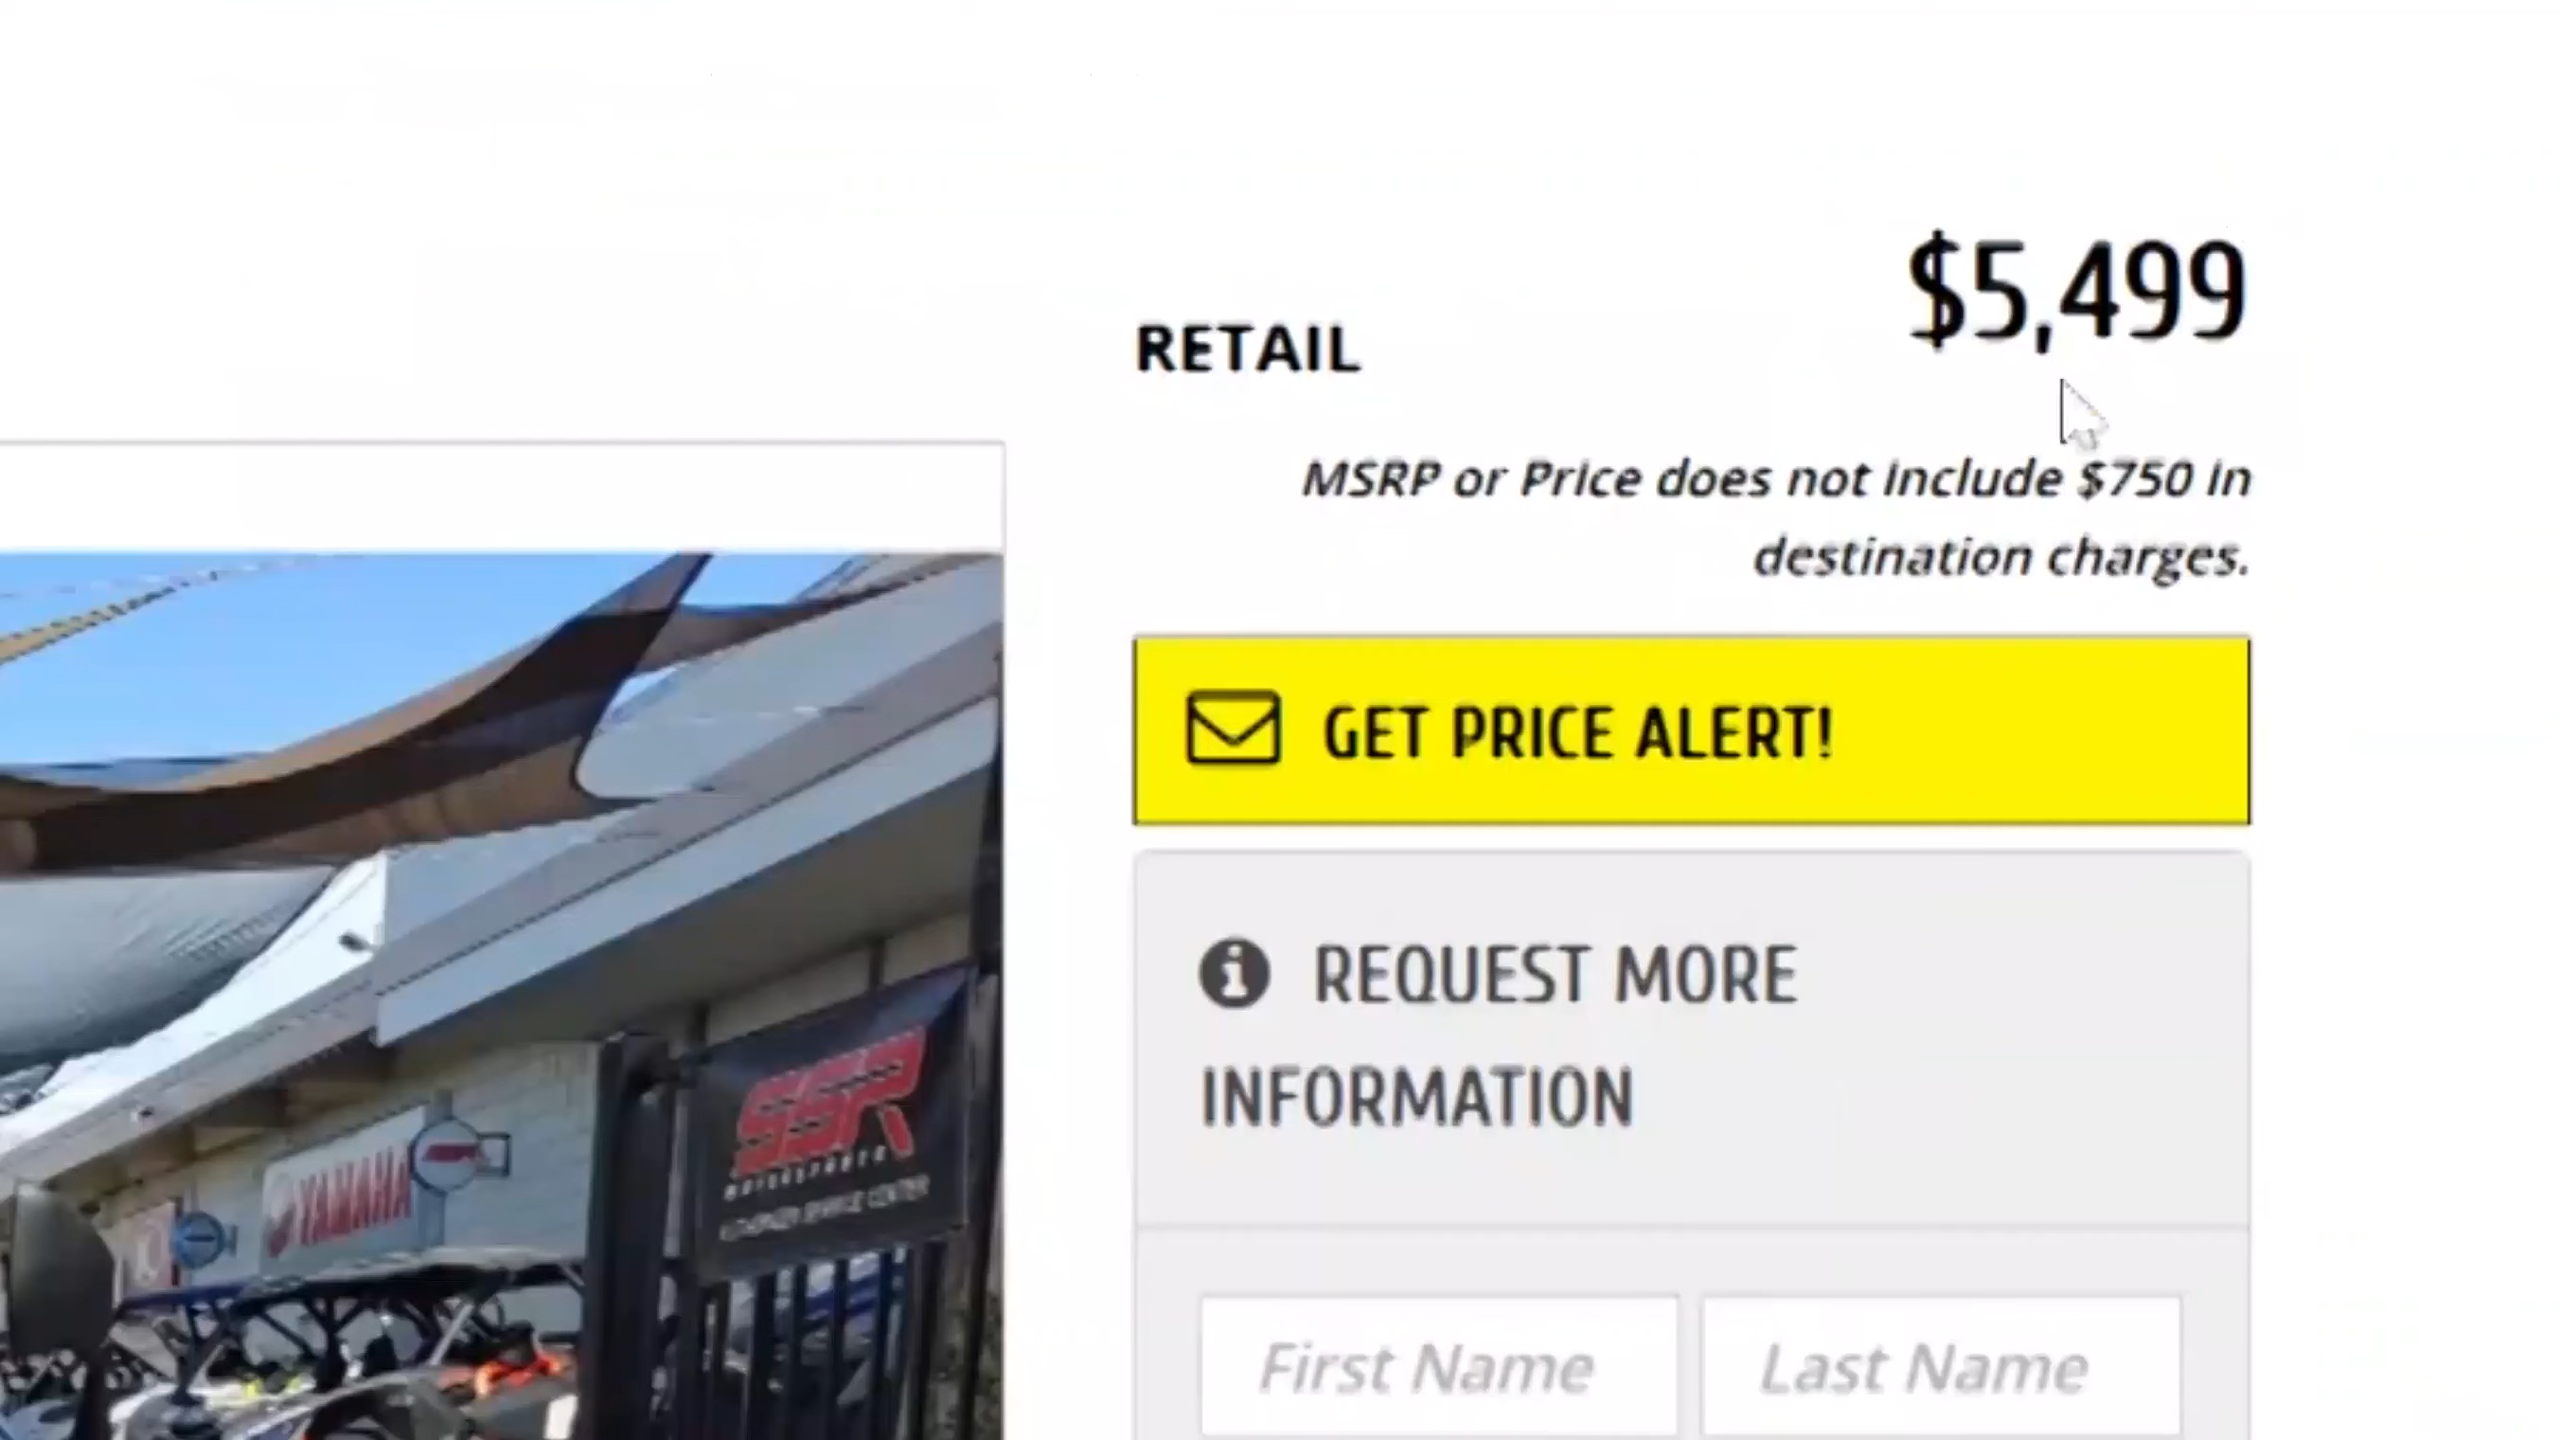 $5,499
RETAIL
MSRP or Price does not include $750 in
destination charges.
GET PRICE ALERT!
REQUEST MORE
INFORMATION
First Name
Last Name
SSR
MOTORSPORTS
YAMAHA